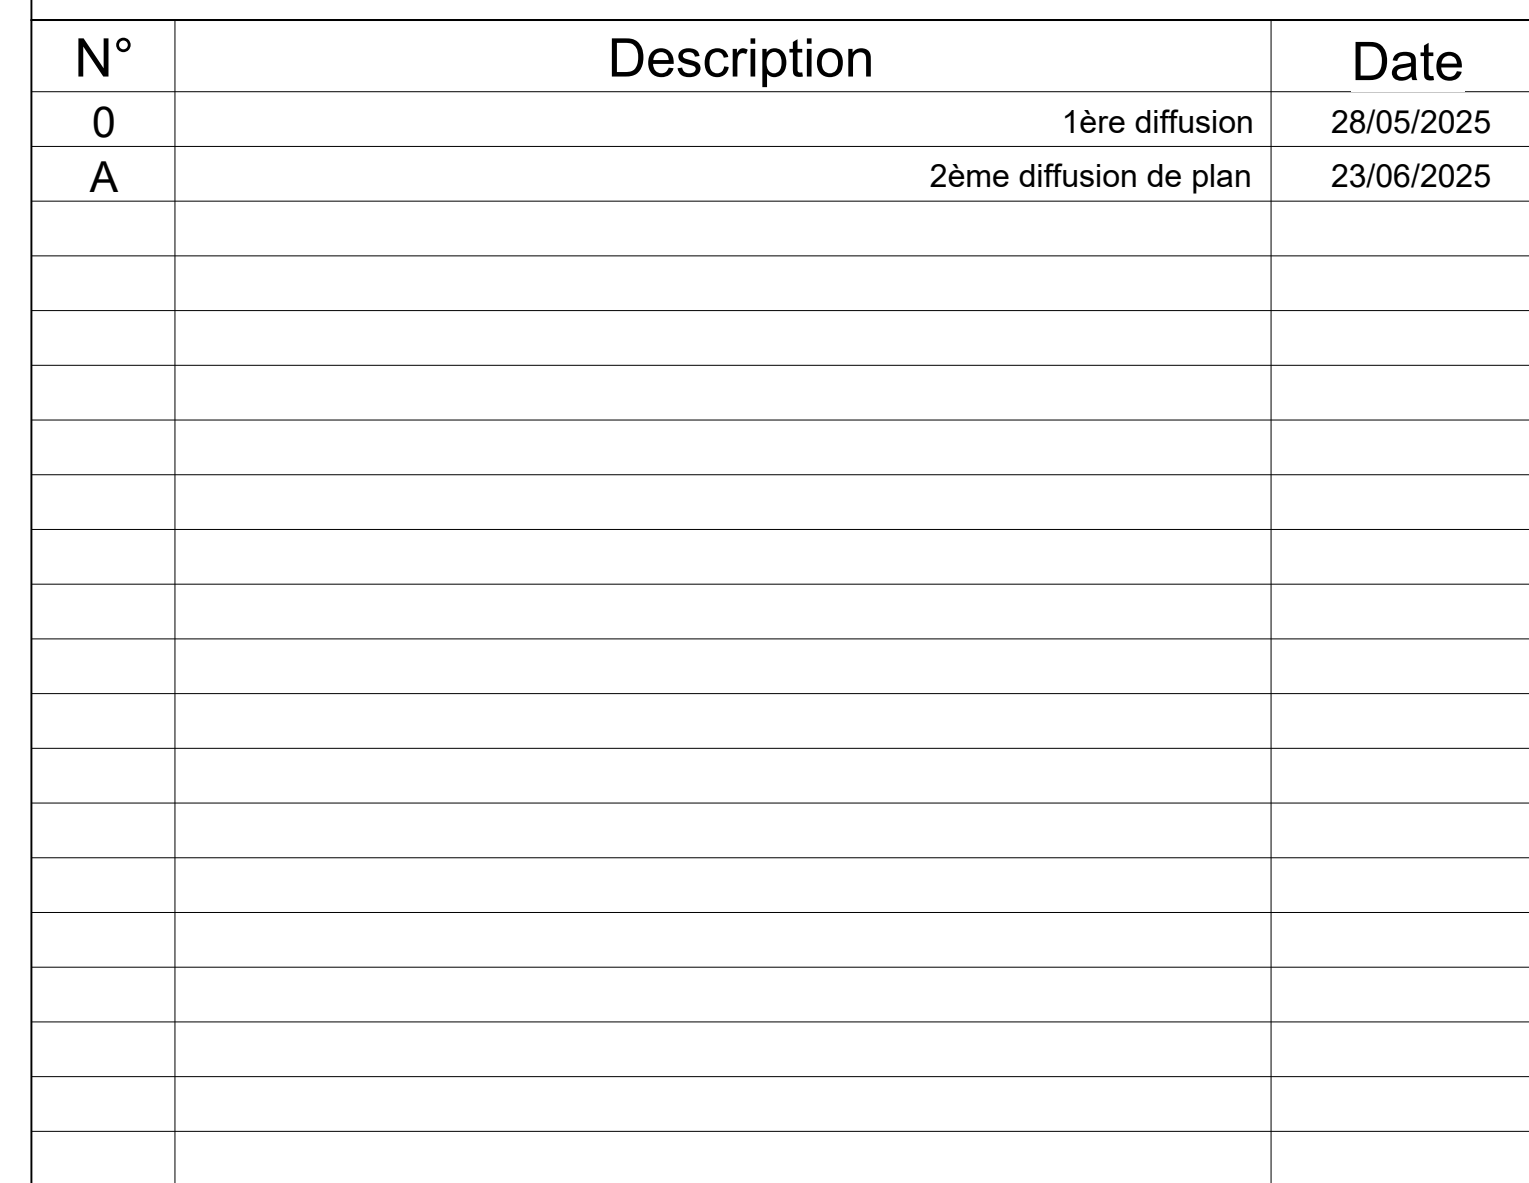 N° Description Date
0 1ère diffusion 28/05/2025
A 2ème diffusion de plan 23/06/2025